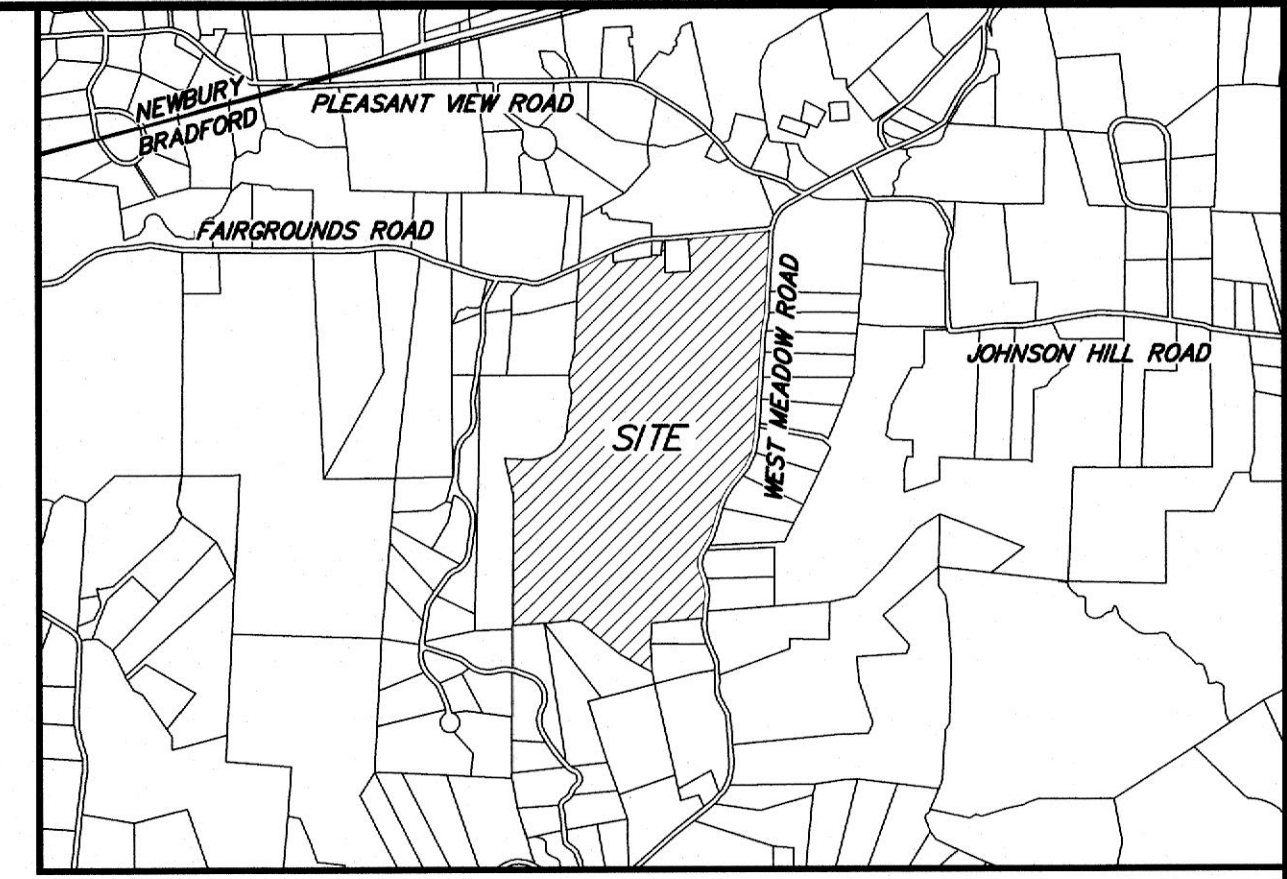 NEWBURY
BRADFORD
PLEASANT VIEW ROAD
FAIRGROUNDS ROAD
WEST MEADOW ROAD
JOHNSON HILL ROAD
SITE